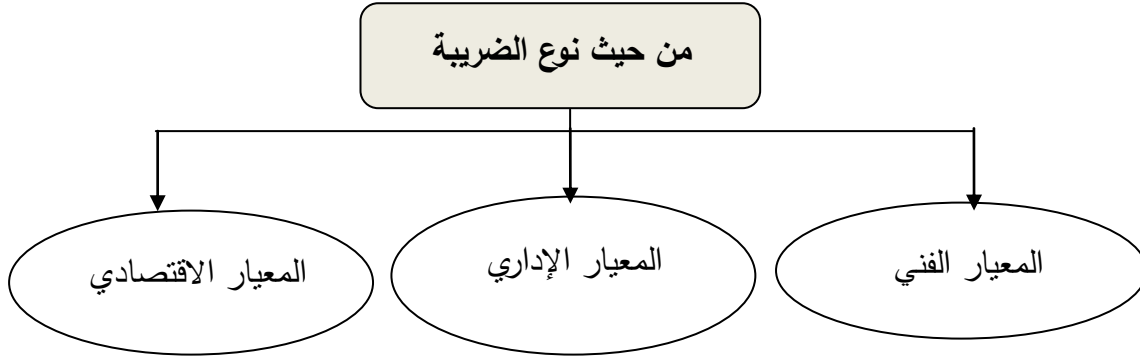 من حيث نوع الضريبة
المعيار الفني
المعيار الإداري
المعيار الاقتصادي